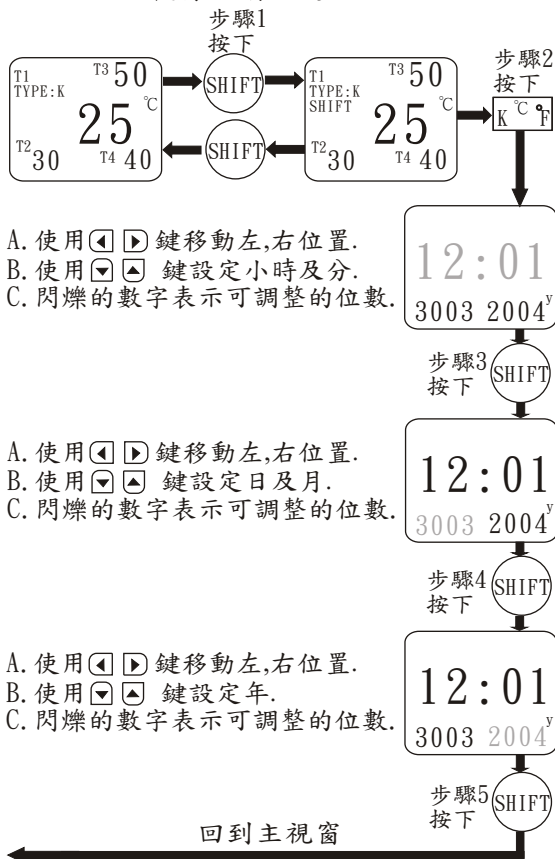 步驟1
按下
T1
TYPE:K
T3 50
25 ℃
T2 30
T4 40
SHIFT
SHIFT
T1
TYPE:K
SHIFT
T3 50
25 ℃
T2 30
T4 40
步驟2
按下
K ℃ ℉
A.使用◀ ▶鍵移動左,右位置.
B.使用▼ ▲ 鍵設定小時及分.
C.閃爍的數字表示可調整的位數.
12:01
3003 2004y
步驟3
按下
SHIFT
A.使用◀ ▶鍵移動左,右位置.
B.使用▼ ▲ 鍵設定日及月.
C.閃爍的數字表示可調整的位數.
12:01
3003 2004y
步驟4
按下
SHIFT
A.使用◀ ▶鍵移動左,右位置.
B.使用▼ ▲ 鍵設定年.
C.閃爍的數字表示可調整的位數.
12:01
3003 2004y
步驟5
按下
SHIFT
回到主視窗